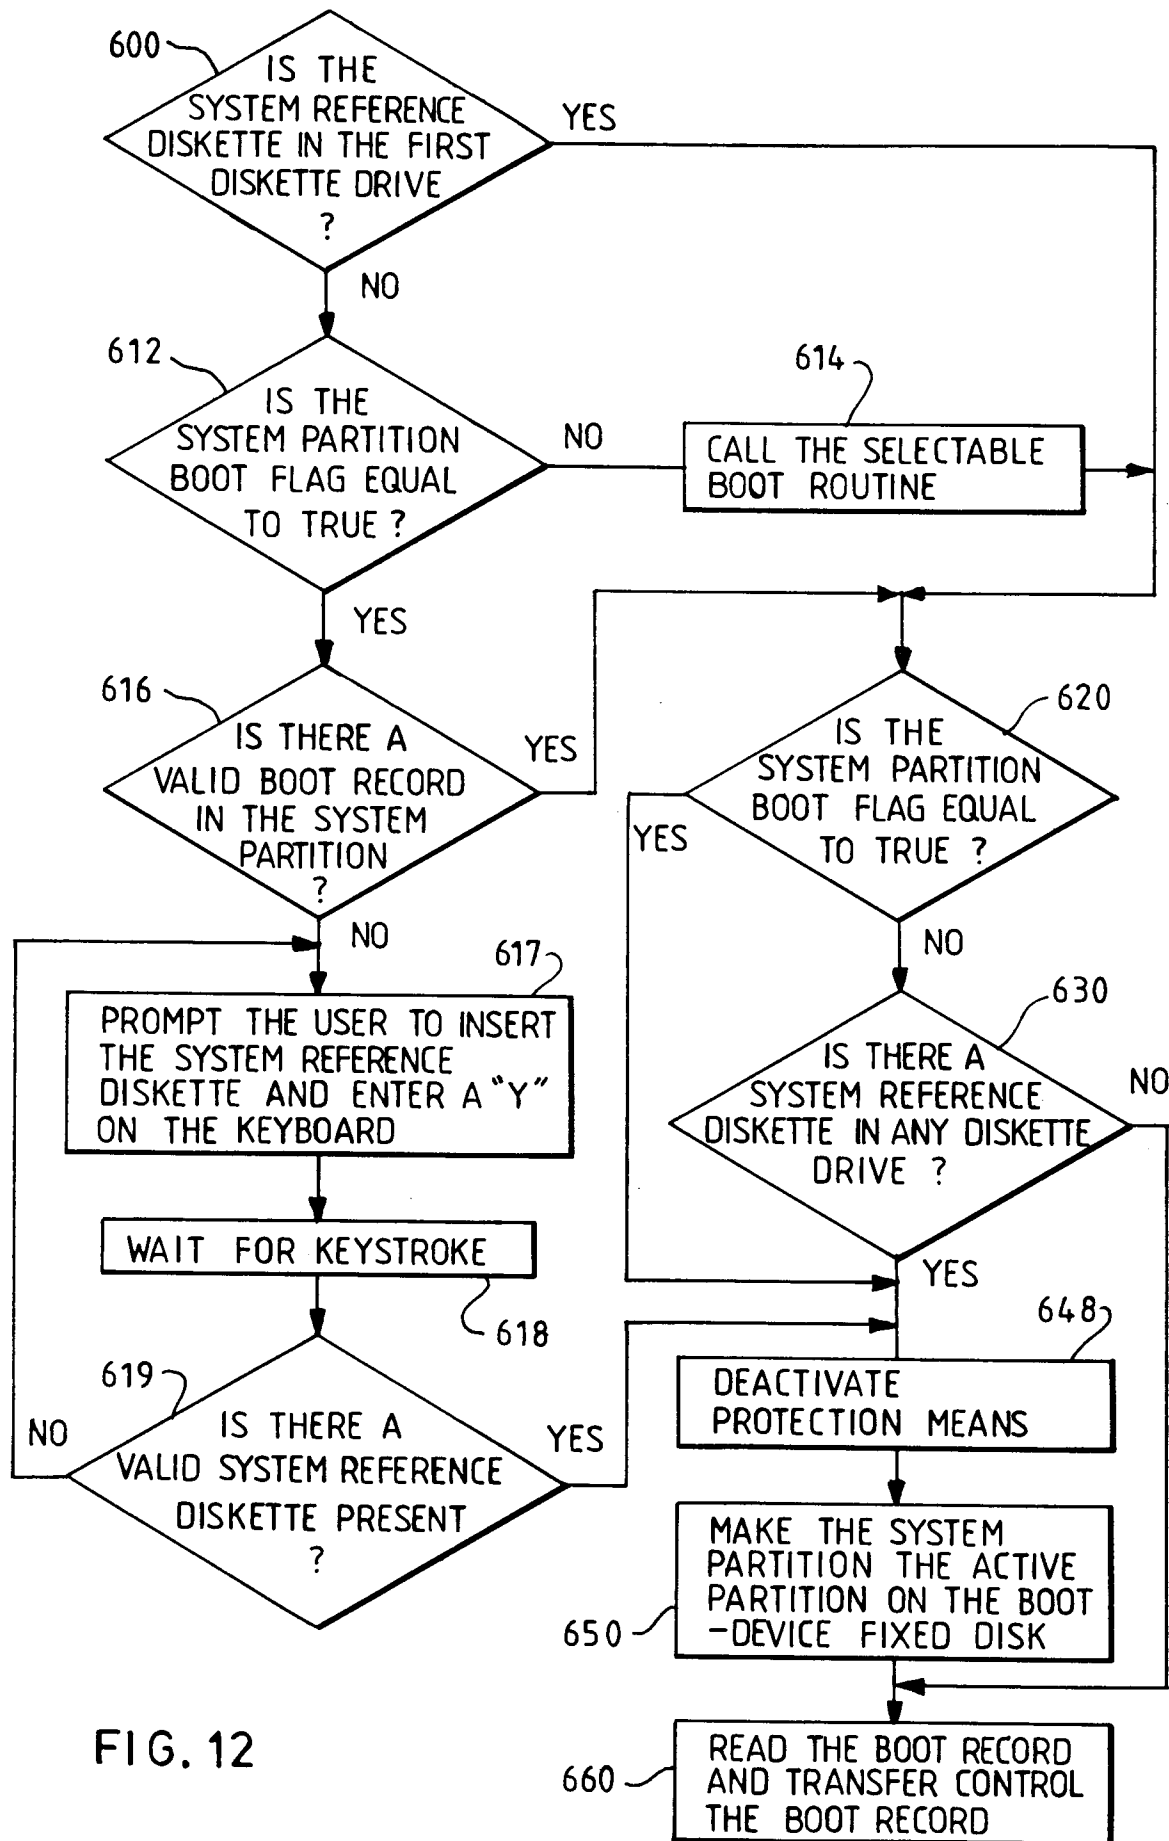 600
IS THE
SYSTEM REFERENCE
DISKETTE IN THE FIRST
DISKETTE DRIVE
?
YES
NO
612
IS THE
SYSTEM PARTITION
BOOT FLAG EQUAL
TO TRUE ?
NO
614
CALL THE SELECTABLE
BOOT ROUTINE
YES
616
IS THERE A
VALID BOOT RECORD
IN THE SYSTEM
PARTITION
?
YES
NO
617
PROMPT THE USER TO INSERT
THE SYSTEM REFERENCE
DISKETTE AND ENTER A "Y"
ON THE KEYBOARD
WAIT FOR KEYSTROKE
618
619
IS THERE A
VALID SYSTEM REFERENCE
DISKETTE PRESENT
?
NO
YES
620
IS THE
SYSTEM PARTITION
BOOT FLAG EQUAL
TO TRUE ?
YES
NO
630
IS THERE A
SYSTEM REFERENCE
DISKETTE IN ANY DISKETTE
DRIVE ?
NO
YES
648
DEACTIVATE
PROTECTION MEANS
MAKE THE SYSTEM
PARTITION THE ACTIVE
PARTITION ON THE BOOT
-DEVICE FIXED DISK
650
READ THE BOOT RECORD
AND TRANSFER CONTROL
THE BOOT RECORD
660
FIG. 12